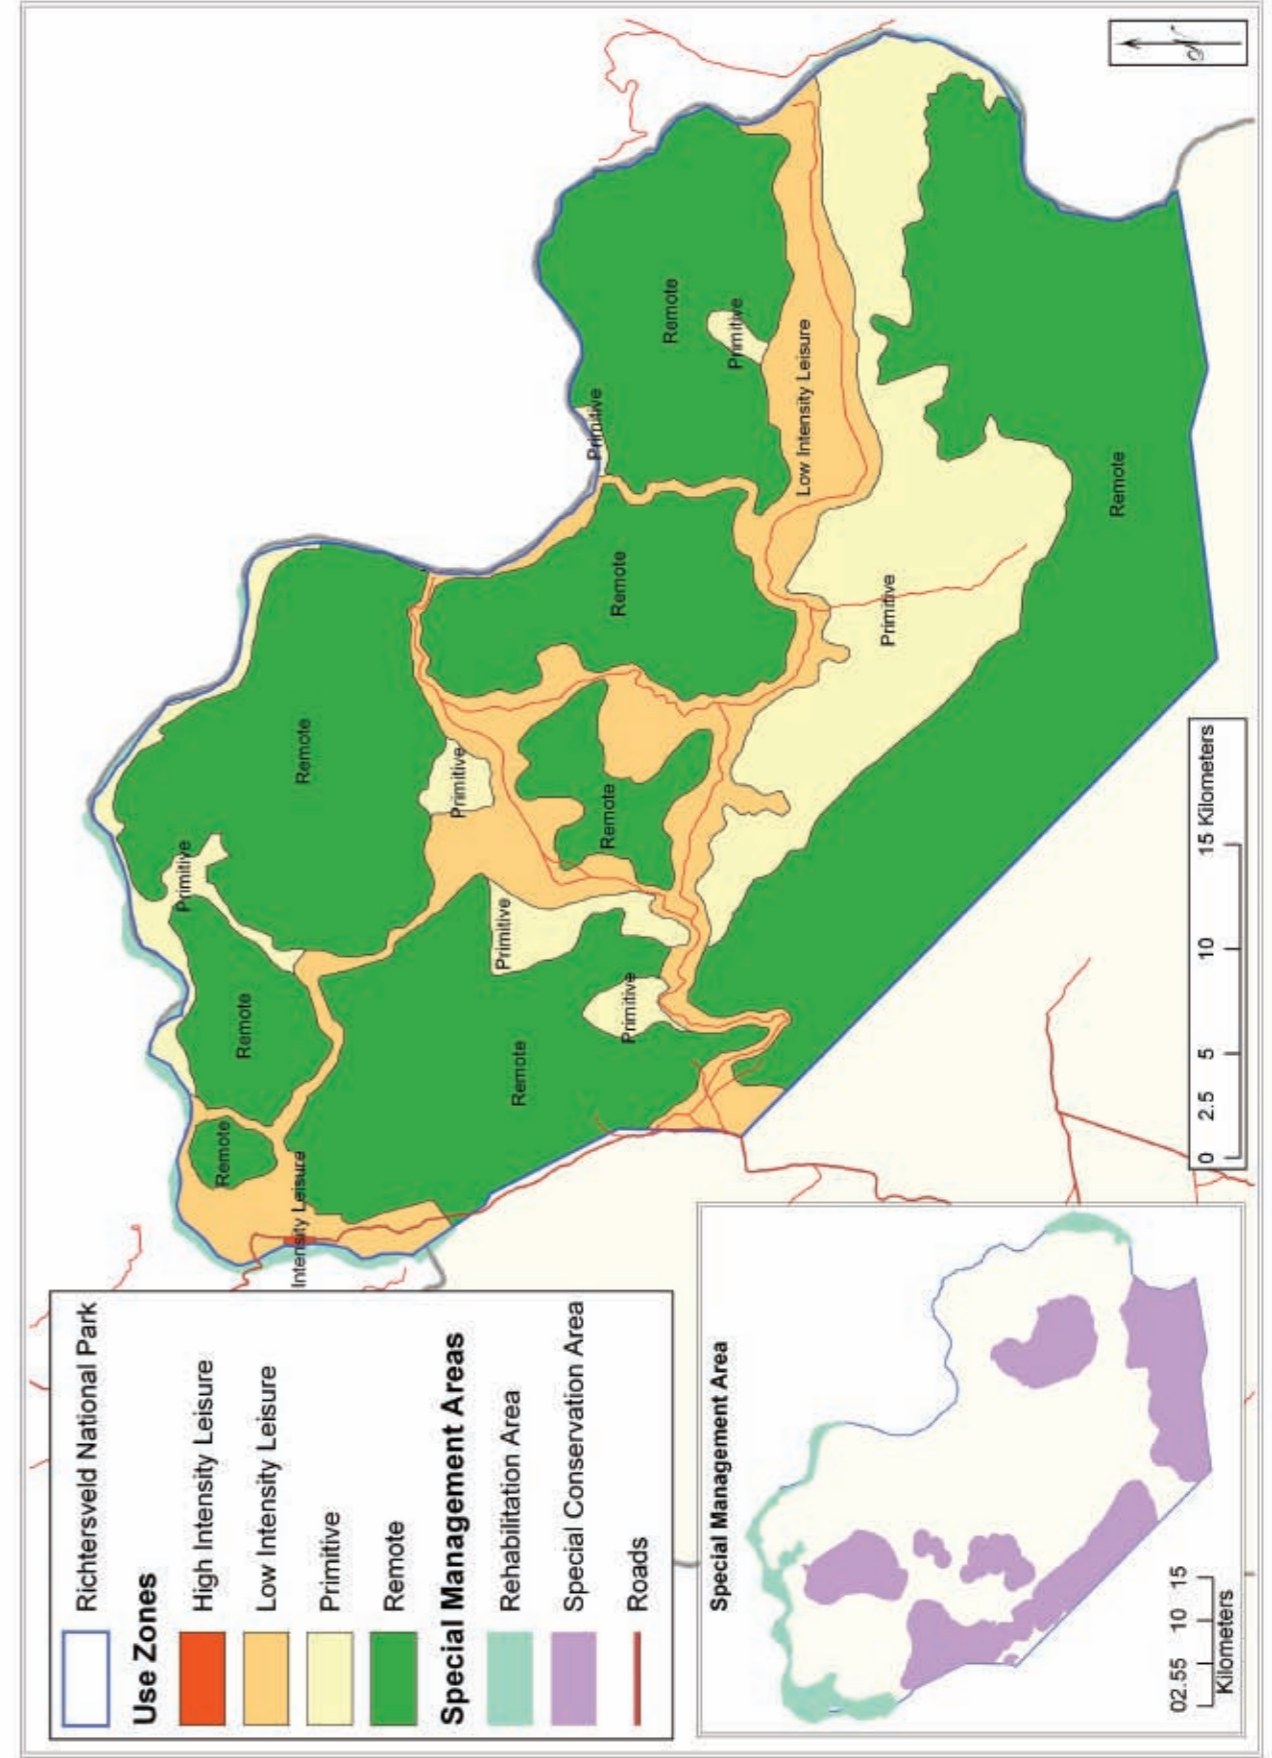 Richtersveld National Park
Use Zones
High Intensity Leisure
Low Intensity Leisure
Primitive
Remote
Special Management Areas
Rehabilitation Area
Special Conservation Area
Roads
Special Management Area
02.55 10 15
Kilometers
0 2.5 5 10 15 Kilometers
N
Intensity Leisure
Remote
Remote
Primitive
Remote
Primitive
Primitive
Remote
Primitive
Remote
Remote
Primitive
Remote
Primitive
Low Intensity Leisure
Primitive
Remote